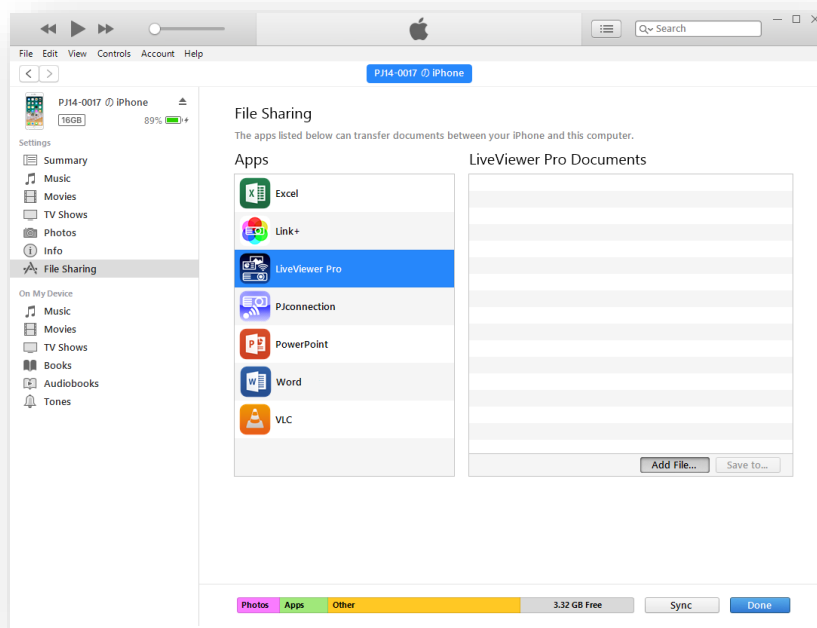 Search
File Edit View Controls Account Help
PJ14-0017 iPhone
PJ14-0017 iPhone
16GB 89%
Settings
Summary
Music
Movies
TV Shows
Photos
Info
File Sharing
On My Device
Music
Movies
TV Shows
Books
Audiobooks
Tones
File Sharing
The apps listed below can transfer documents between your iPhone and this computer.
Apps
Excel
Link+
LiveViewer Pro
PJconnection
PowerPoint
Word
VLC
LiveViewer Pro Documents
Add File... Save to...
Photos Apps Other 3.32 GB Free Sync Done